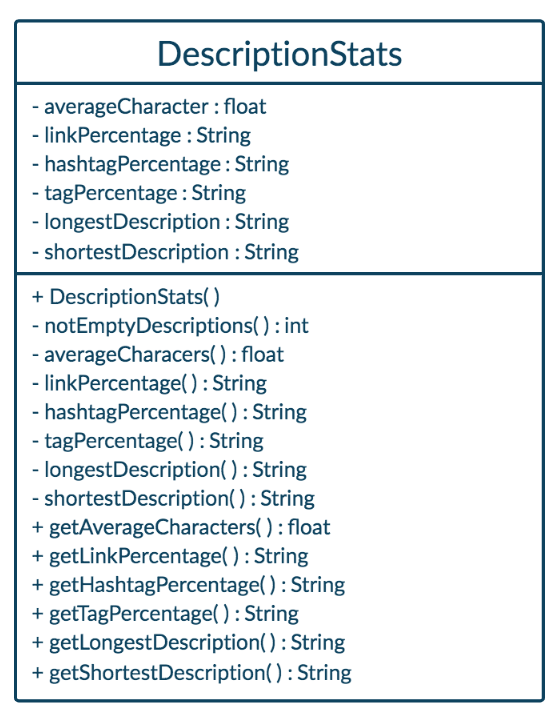 DescriptionStats
- averageCharacter : float
- linkPercentage : String
- hashtagPercentage : String
- tagPercentage : String
- longestDescription : String
- shortestDescription : String
+ DescriptionStats( )
- notEmptyDescriptions( ) : int
- averageCharacers( ) : float
- linkPercentage( ) : String
- hashtagPercentage( ) : String
- tagPercentage( ) : String
- longestDescription( ) : String
- shortestDescription( ) : String
+ getAverageCharacters( ) : float
+ getLinkPercentage( ) : String
+ getHashtagPercentage( ) : String
+ getTagPercentage( ) : String
+ getLongestDescription( ) : String
+ getShortestDescription( ) : String